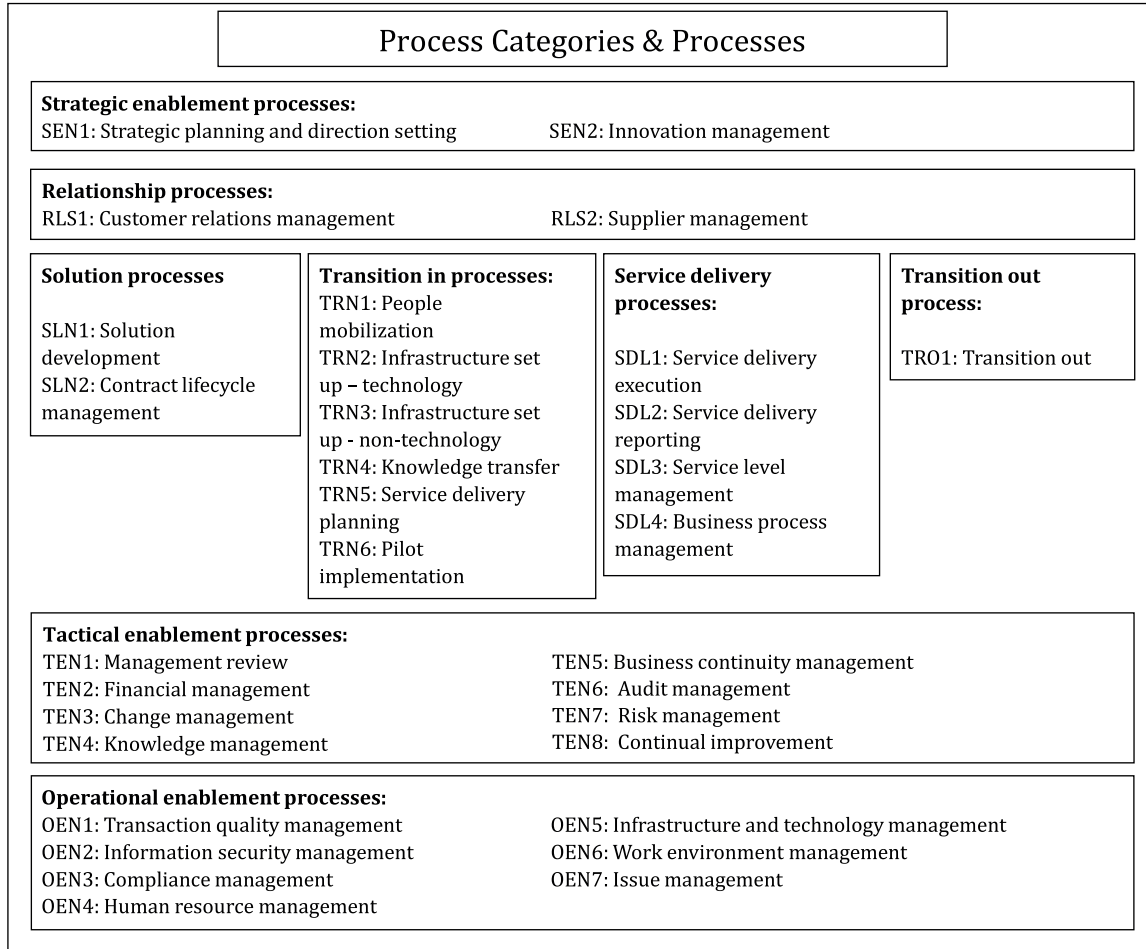 Process Categories & Processes
Strategic enablement processes:
SEN1: Strategic planning and direction setting
SEN2: Innovation management
Relationship processes:
RLS1: Customer relations management
RLS2: Supplier management
Solution processes
SLN1: Solution
development
SLN2: Contract lifecycle
management
Transition in processes:
TRN1: People
mobilization
TRN2: Infrastructure set
up – technology
TRN3: Infrastructure set
up - non-technology
TRN4: Knowledge transfer
TRN5: Service delivery
planning
TRN6: Pilot
implementation
Service delivery
processes:
SDL1: Service delivery
execution
SDL2: Service delivery
reporting
SDL3: Service level
management
SDL4: Business process
management
Transition out
process:
TRO1: Transition out
Tactical enablement processes:
TEN1: Management review
TEN2: Financial management
TEN3: Change management
TEN4: Knowledge management
TEN5: Business continuity management
TEN6: Audit management
TEN7: Risk management
TEN8: Continual improvement
Operational enablement processes:
OEN1: Transaction quality management
OEN2: Information security management
OEN3: Compliance management
OEN4: Human resource management
OEN5: Infrastructure and technology management
OEN6: Work environment management
OEN7: Issue management